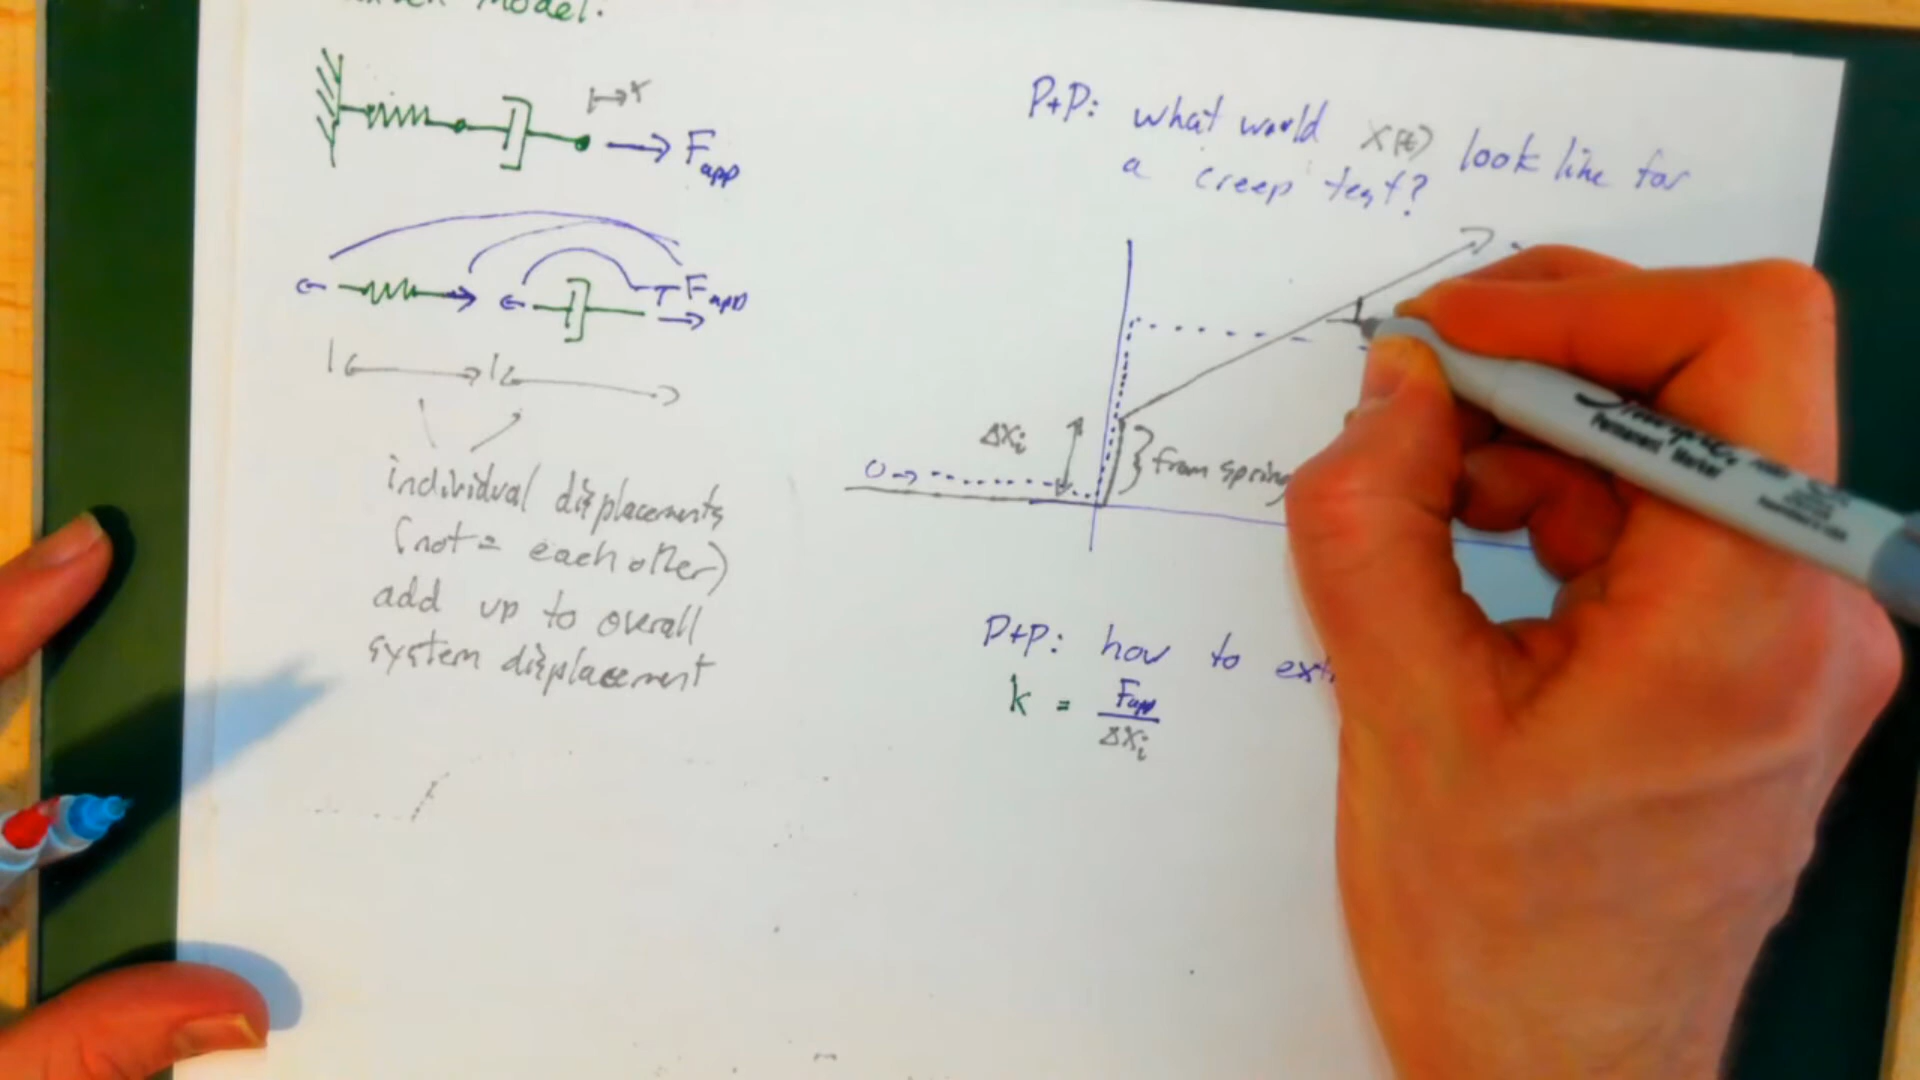 Model:
x
Fapp
Fapp
individual displacements
(not = each other)
add up to overall
system displacement
P+P: what would x(t) look like for
a creep test?
Δxi
0→
from spring
P+P: how to
k = Fapp
Δxi
Sharpie
Permanent Marker